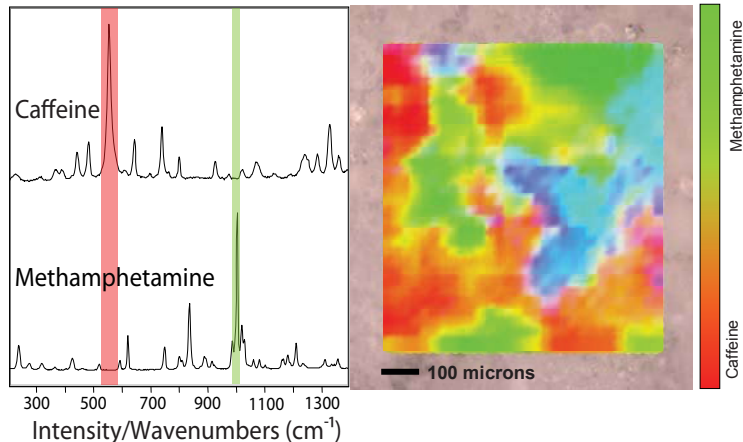 Caffeine
Methamphetamine
300 500 700 900 1100 1300
Intensity/Wavenumbers (cm⁻¹)
100 microns
Methamphetamine
Caffeine